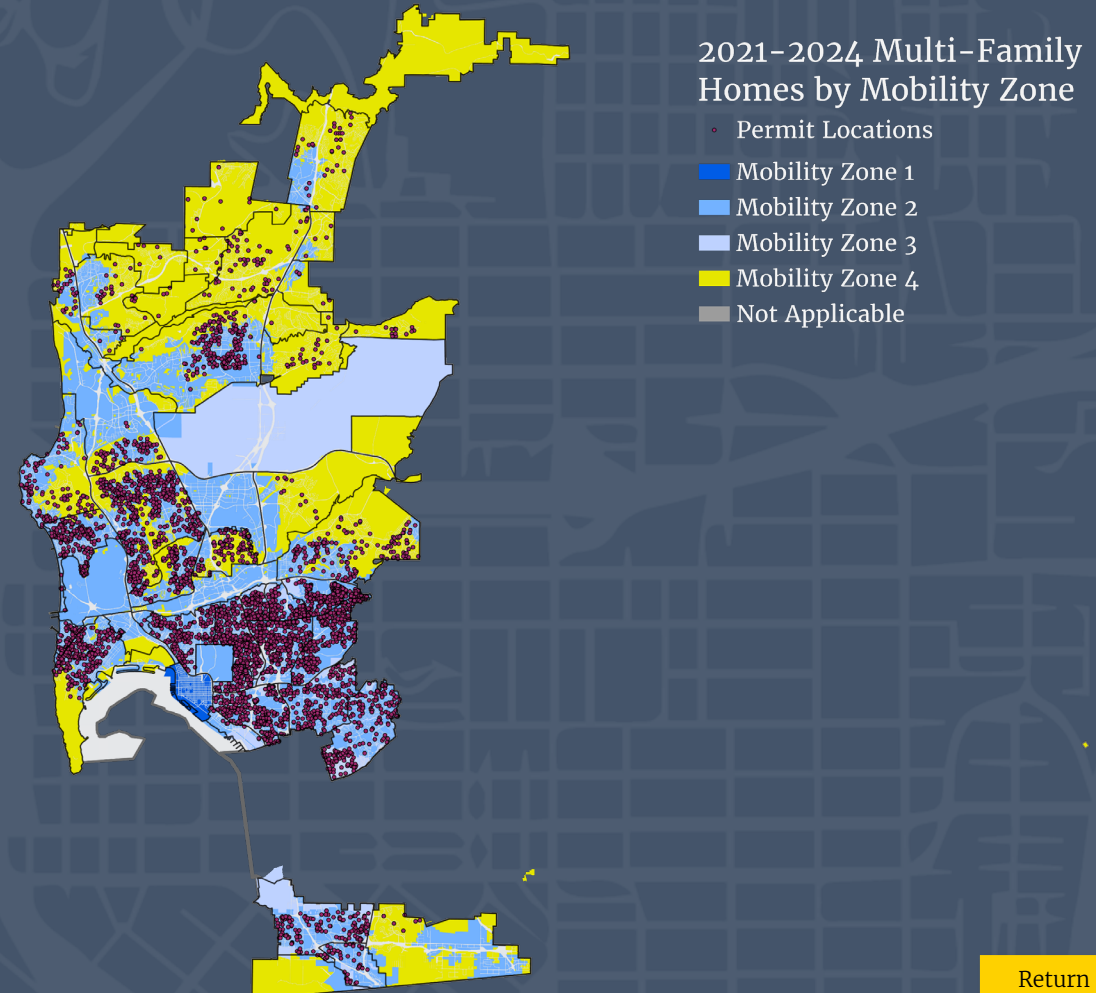 2021-2024 Multi-Family
Homes by Mobility Zone
Permit Locations
Mobility Zone 1
Mobility Zone 2
Mobility Zone 3
Mobility Zone 4
Not Applicable
Return